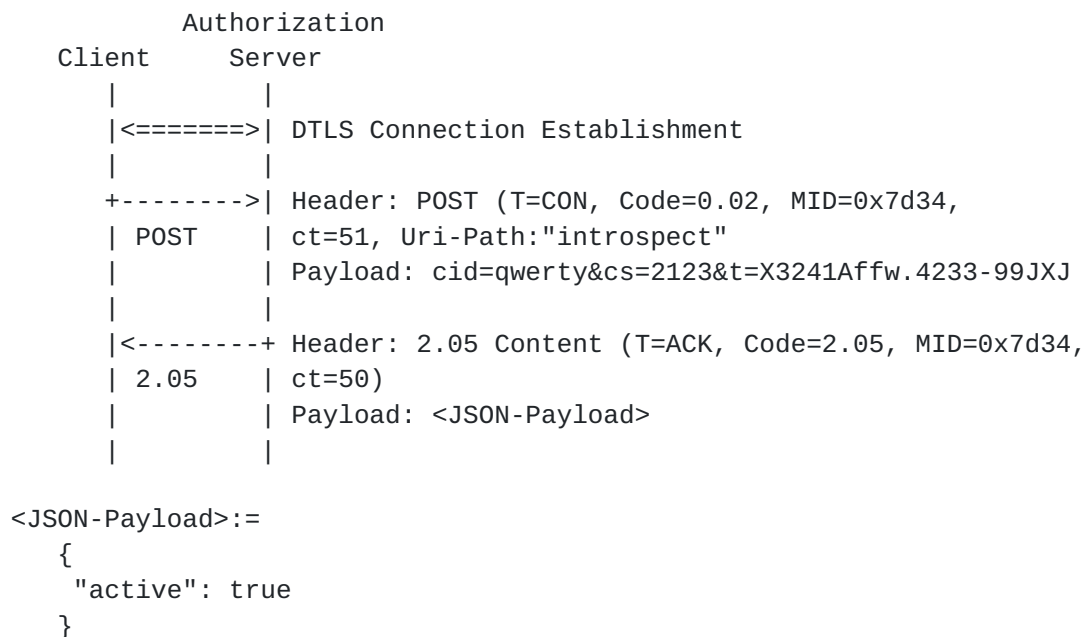 Authorization
   Client     Server
      |         |
      |<=======>| DTLS Connection Establishment
      |         |
      +-------->| Header: POST (T=CON, Code=0.02, MID=0x7d34,
      | POST    | ct=51, Uri-Path:"introspect"
      |         | Payload: cid=qwerty&cs=2123&t=X3241Affw.4233-99JXJ
      |         |
      |<--------+ Header: 2.05 Content (T=ACK, Code=2.05, MID=0x7d34,
      | 2.05    | ct=50)
      |         | Payload: <JSON-Payload>
      |         |
<JSON-Payload>:=
   {
    "active": true
   }